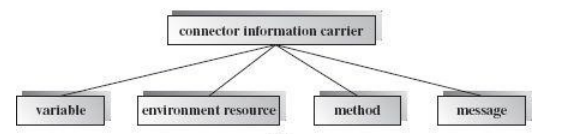 connector information carrier
variable
environment resource
method
message